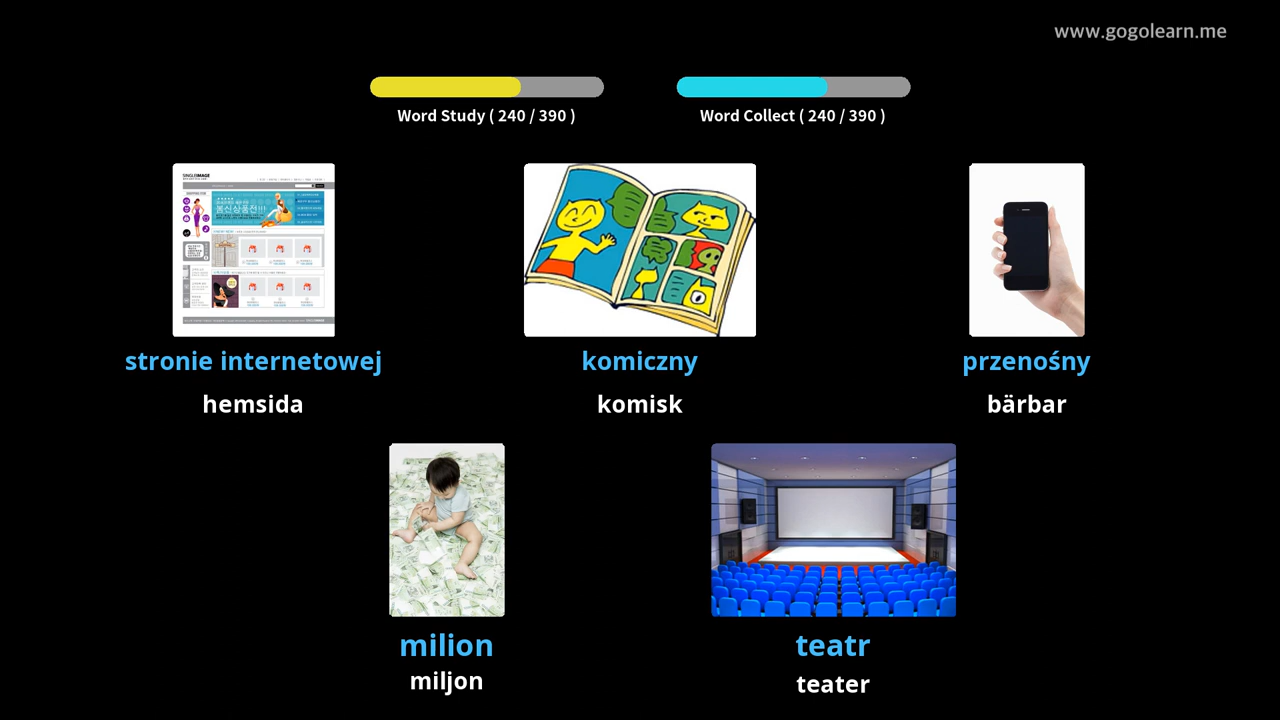 www.gogolearn.me
Word Study ( 240 / 390 )
Word Collect ( 240 / 390 )
stronie internetowej
hemsida
komiczny
komisk
przenośny
bärbar
milion
miljon
teatr
teater